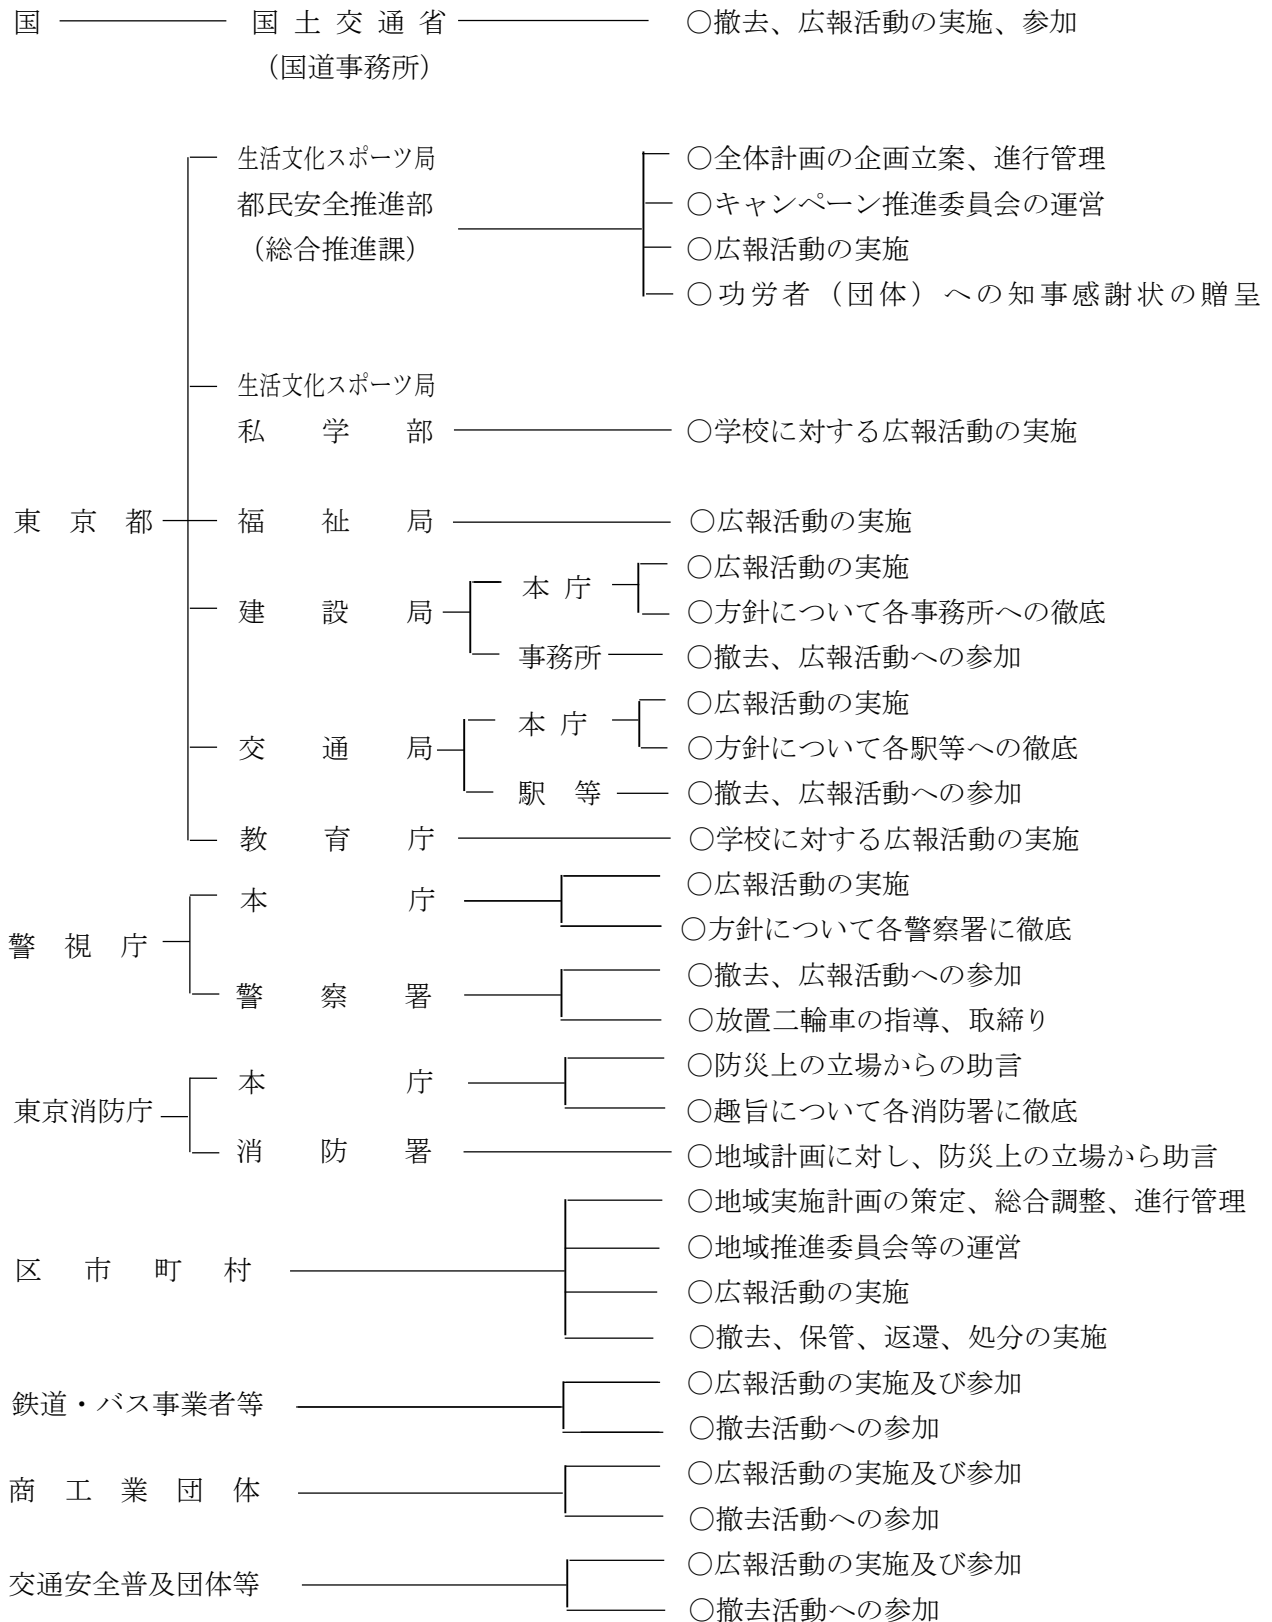 国 国土交通省 ○撤去、広報活動の実施、参加
（国道事務所）
生活文化スポーツ局 ○全体計画の企画立案、進行管理
都民安全推進部 ○キャンペーン推進委員会の運営
（総合推進課） ○広報活動の実施
○功労者（団体）への知事感謝状の贈呈
生活文化スポーツ局
私学部 ○学校に対する広報活動の実施
東京都 福祉局 ○広報活動の実施
○広報活動の実施
本庁
建設局 ○方針について各事務所への徹底
事務所 ○撤去、広報活動への参加
○広報活動の実施
本庁
交通局 ○方針について各駅等への徹底
駅等 ○撤去、広報活動への参加
教育庁 ○学校に対する広報活動の実施
○広報活動の実施
本庁
○方針について各警察署に徹底
警視庁
○撤去、広報活動への参加
警察署
○放置二輪車の指導、取締り
○防災上の立場からの助言
本庁
東京消防庁 ○趣旨について各消防署に徹底
消防署 ○地域計画に対し、防災上の立場から助言
○地域実施計画の策定、総合調整、進行管理
○地域推進委員会等の運営
区市町村
○広報活動の実施
○撤去、保管、返還、処分の実施
○広報活動の実施及び参加
鉄道・バス事業者等
○撤去活動への参加
○広報活動の実施及び参加
商工業団体
○撤去活動への参加
○広報活動の実施及び参加
交通安全普及団体等
○撤去活動への参加